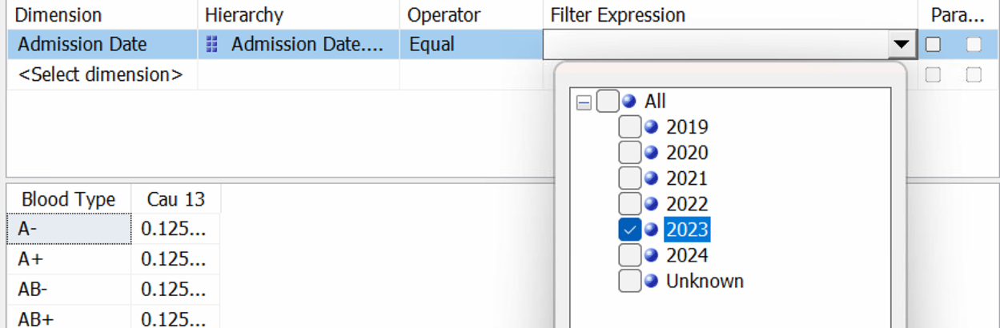 Dimension Hierarchy Operator Filter Expression Para...
Admission Date Admission Date.... Equal
<Select dimension>
All
2019
2020
2021
2022
2023
2024
Unknown
Blood Type Cau 13
A- 0.125...
A+ 0.125...
AB- 0.125...
AB+ 0.125...